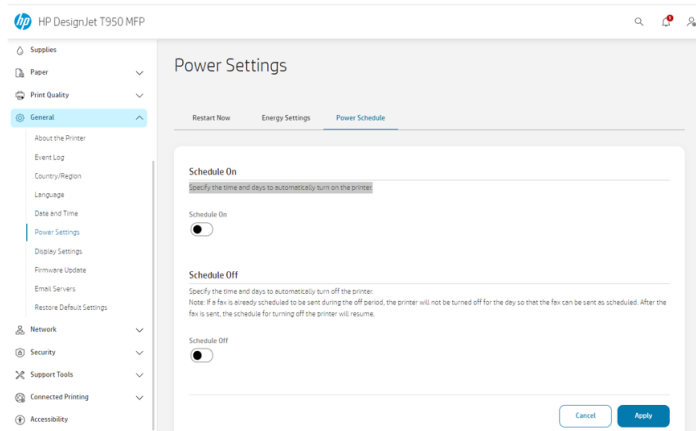 hp HP DesignJet T950 MFP
Supplies
Paper
Print Quality
General
About the Printer
Event Log
Country/Region
Language
Date and Time
Power Settings
Display Settings
Firmware Update
Email Servers
Restore Default Settings
Network
Security
Support Tools
Connected Printing
Accessibility
Power Settings
Restart Now Energy Settings Power Schedule
Schedule On
Specify the time and days to automatically turn on the printer.
Schedule On
Schedule Off
Specify the time and days to automatically turn off the printer.
Note: If a fax is already scheduled to be sent during the off period, the printer will not be turned off for the day so that the fax can be sent as scheduled. After the
fax is sent, the schedule for turning off the printer will resume.
Schedule Off
Cancel Apply